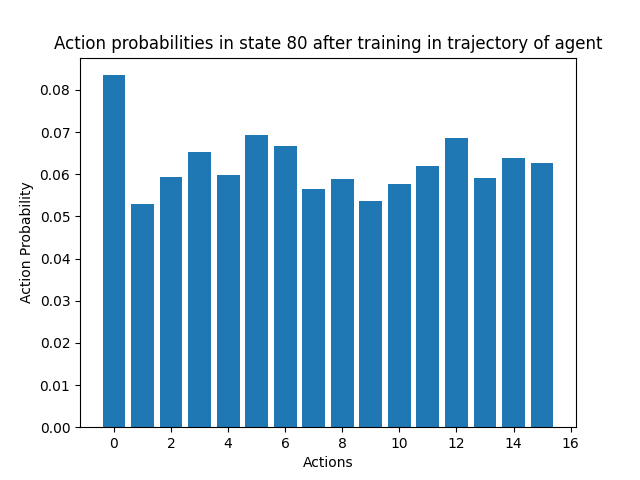 Action probabilities in state 80 after training in trajectory of agent
0.08
0.07
0.06
0.05
0.04
0.03
0.02
0.01
0.00
Action Probability
0 2 4 6 8 10 12 14 16
Actions